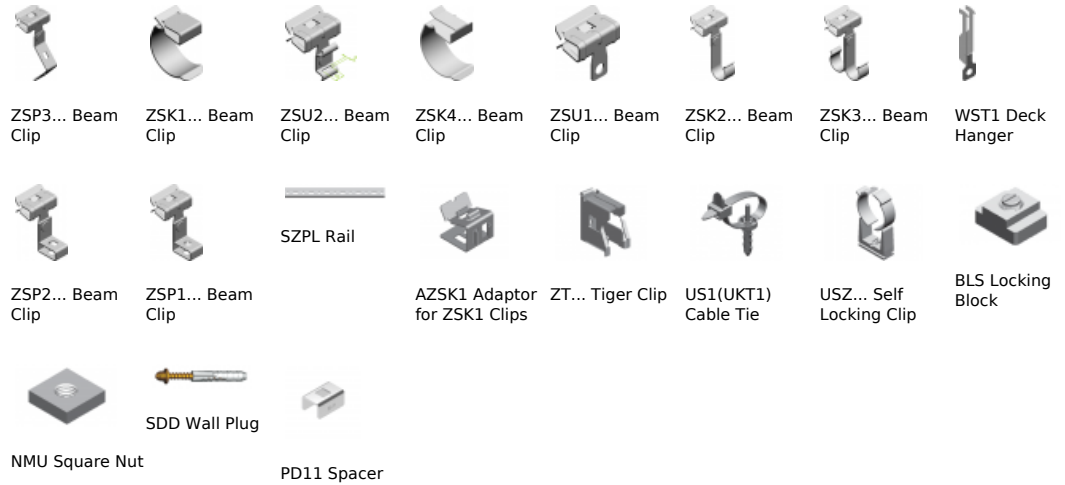 ZSP3... Beam
Clip
ZSK1... Beam
Clip
ZSU2... Beam
Clip
ZSK4... Beam
Clip
ZSU1... Beam
Clip
ZSK2... Beam
Clip
ZSK3... Beam
Clip
WST1 Deck
Hanger
ZSP2... Beam
Clip
ZSP1... Beam
Clip
SZPL Rail
AZSK1 Adaptor
for ZSK1 Clips
ZT... Tiger Clip
US1(UKT1)
Cable Tie
USZ... Self
Locking Clip
BLS Locking
Block
NMU Square Nut
SDD Wall Plug
PD11 Spacer